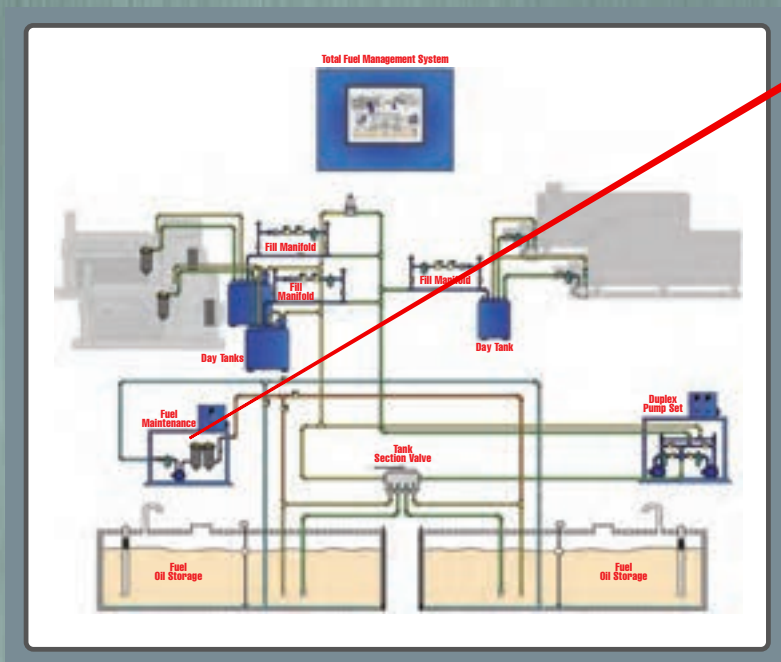 Total Fuel Management System
Fill Manifold
Fill
Manifold
Fill Manifold
Day Tanks
Day Tank
Fuel
Maintenance
Duplex
Pump Set
Tank
Section Valve
Fuel
Oil Storage
Fuel
Oil Storage